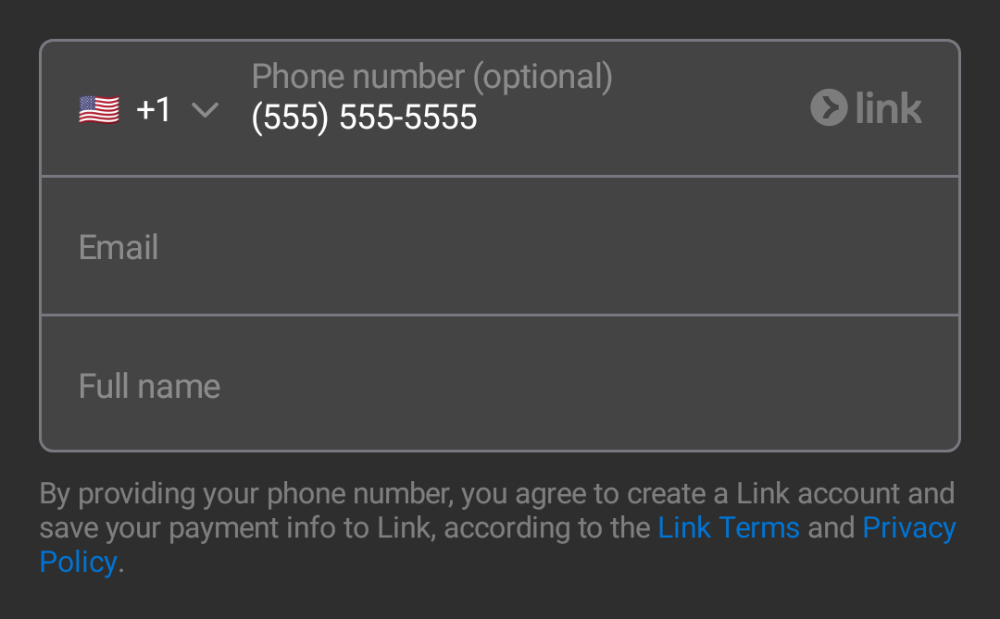 Phone number (optional)
+1 (555) 555-5555 link
Email
Full name
By providing your phone number, you agree to create a Link account and
save your payment info to Link, according to the Link Terms and Privacy
Policy.